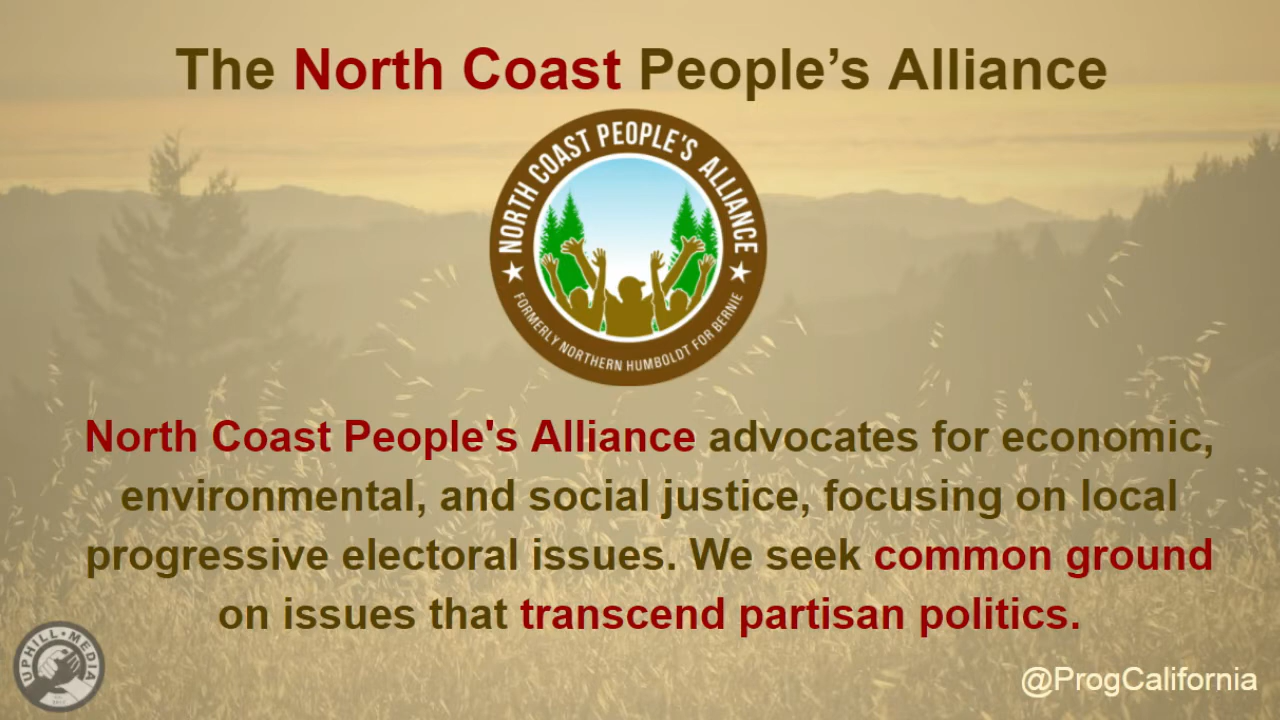 The North Coast People’s Alliance
NORTH COAST PEOPLE'S ALLIANCE
FORMERLY NORTHERN HUMBOLDT FOR BERNIE
North Coast People's Alliance advocates for economic,
environmental, and social justice, focusing on local
progressive electoral issues. We seek common ground
on issues that transcend partisan politics.
UPHILL • MEDIA
@ProgCalifornia